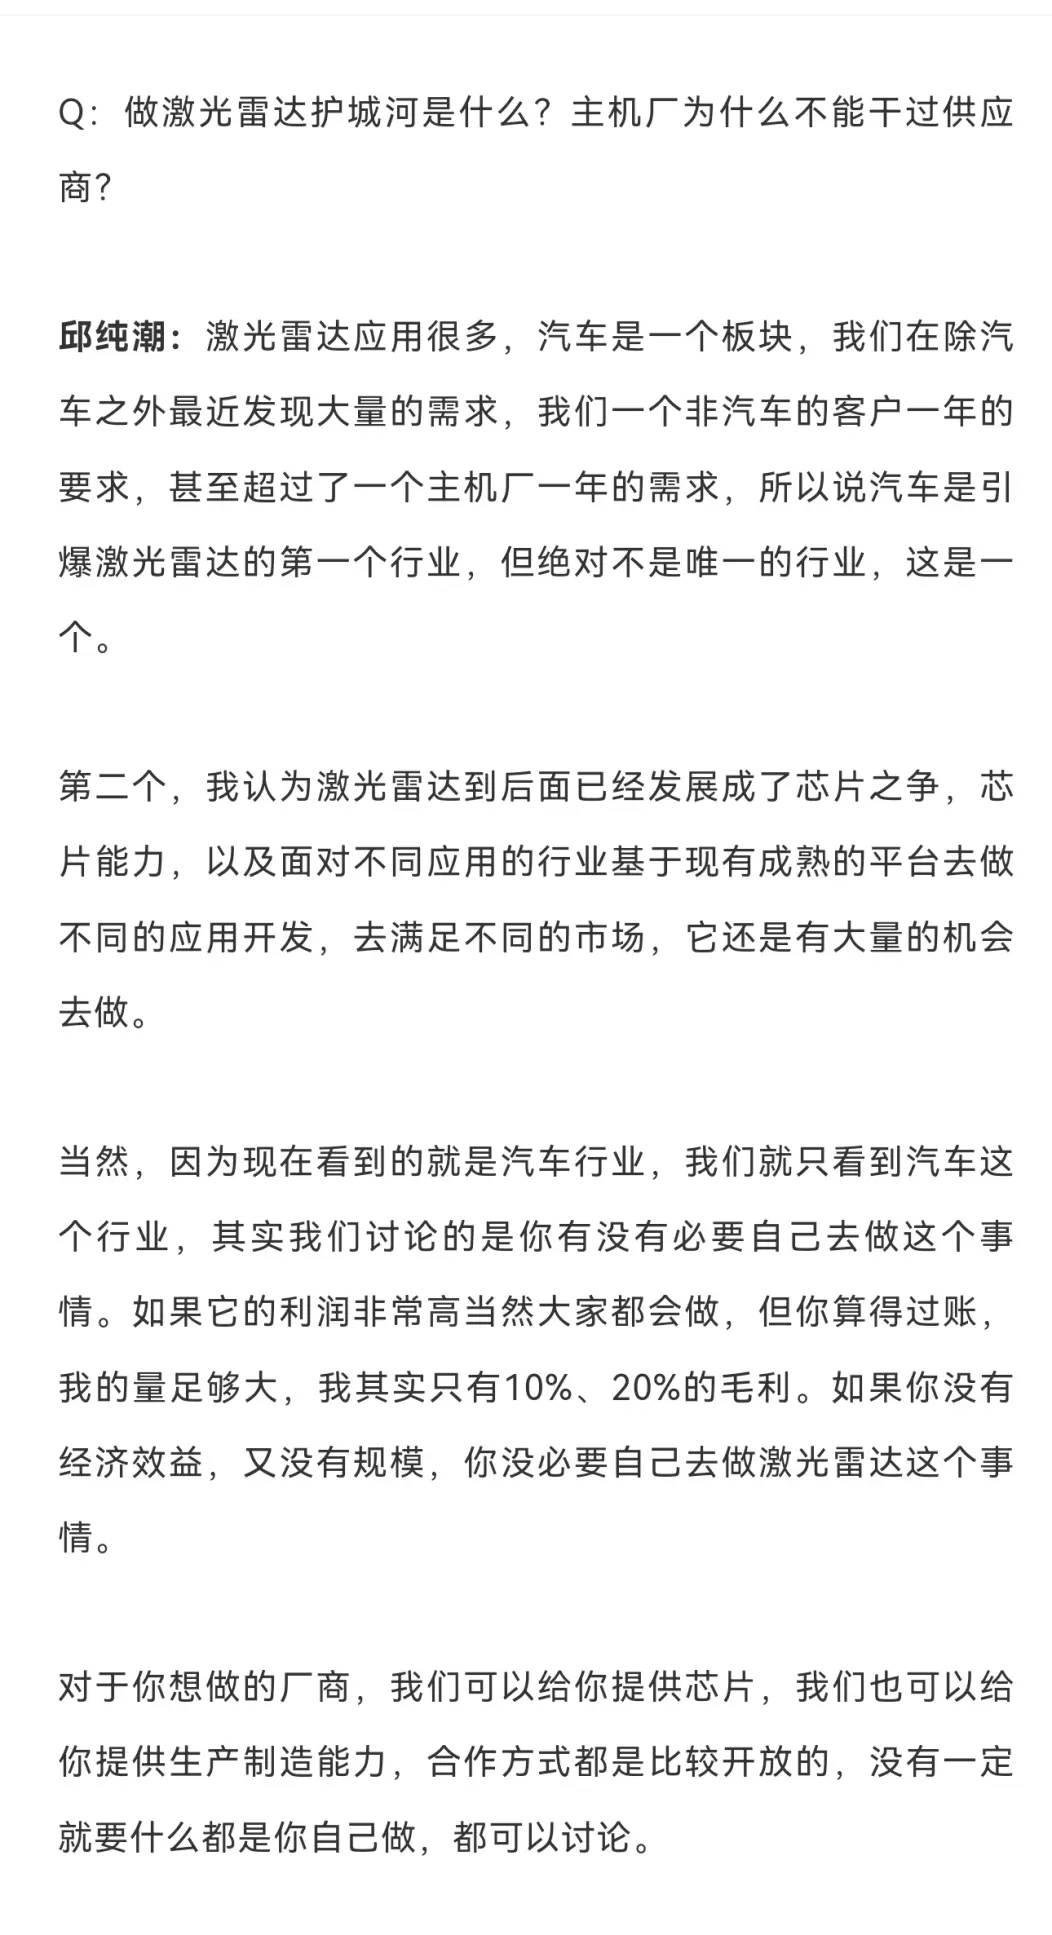 Q：做激光雷达护城河是什么？主机厂为什么不能干过供应
商？
邱纯潮：激光雷达应用很多，汽车是一个板块，我们在除汽
车之外最近发现大量的需求，我们一个非汽车的客户一年的
要求，甚至超过了一个主机厂一年的需求，所以说汽车是引
爆激光雷达的第一个行业，但绝对不是唯一的行业，这是一
个。
第二个，我认为激光雷达到后面已经发展成了芯片之争，芯
片能力，以及面对不同应用的行业基于现有成熟的平台去做
不同的应用开发，去满足不同的市场，它还是有大量的机会
去做。
当然，因为现在看到的就是汽车行业，我们就只看到汽车这
个行业，其实我们讨论的是你有没有必要自己去做这个事
情。如果它的利润非常高当然大家都会做，但你算得过账，
我的量足够大，我其实只有10%、20%的毛利。如果你没有
经济效益，又没有规模，你没必要自己去做激光雷达这个事
情。
对于你想做的厂商，我们可以给你提供芯片，我们也可以给
你提供生产制造能力，合作方式都是比较开放的，没有一定
就要什么都是你自己做，都可以讨论。